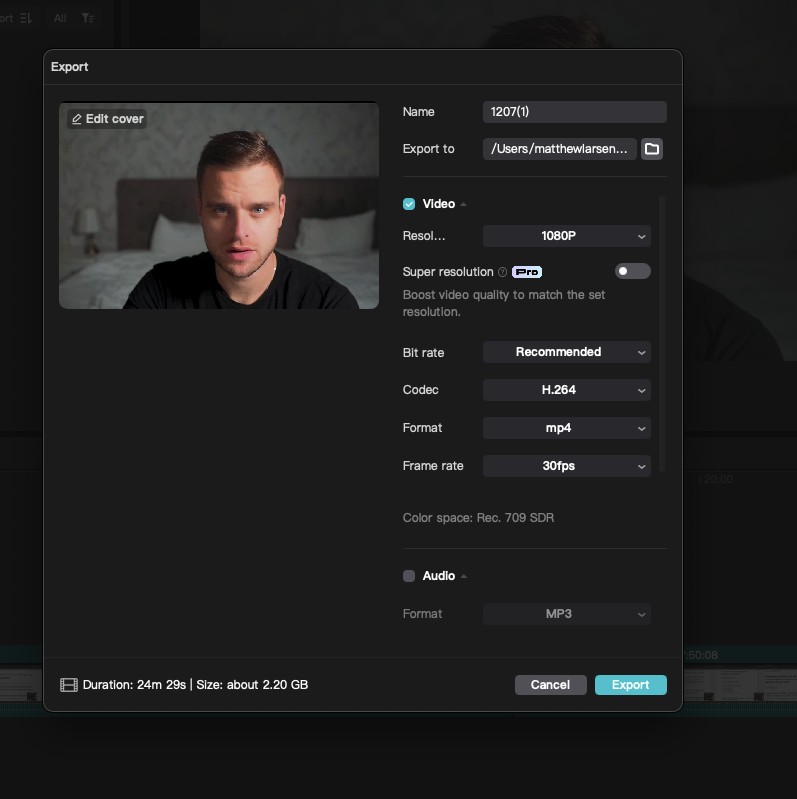 ort
All
Export
Edit cover
Name
1207(1)
Export to
/Users/matthewlarsen...
Video
Resol...
1080P
Super resolution
Pro
Boost video quality to match the set
resolution.
Bit rate
Recommended
Codec
H.264
Format
mp4
Frame rate
30fps
20:00
Color space: Rec. 709 SDR
Audio
Format
MP3
:50:08
Duration: 24m 29s | Size: about 2.20 GB
Cancel
Export